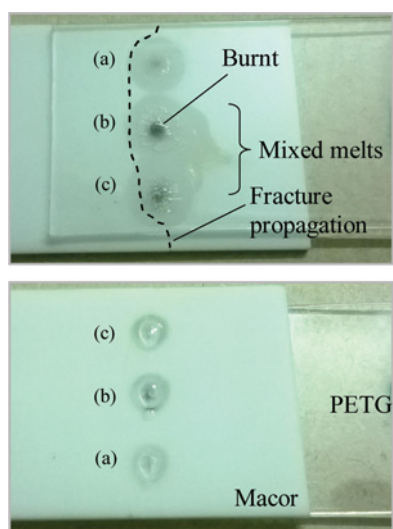 (a)
Burnt
(b)
Mixed melts
(c)
Fracture
propagation
(c)
(b)
PETG
(a)
Macor